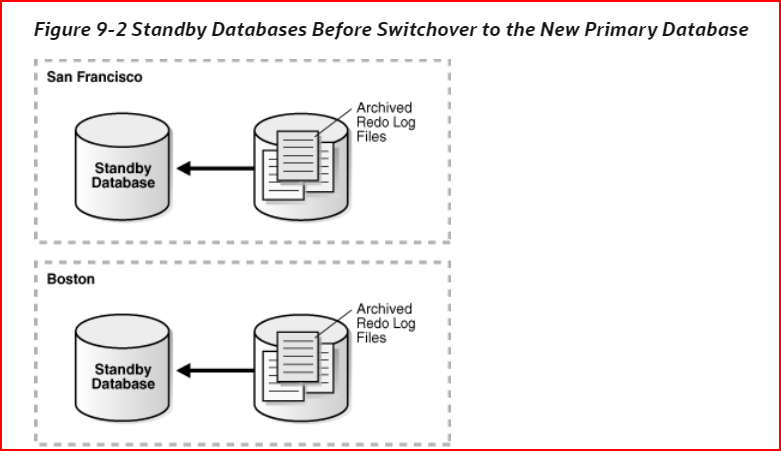 Figure 9-2 Standby Databases Before Switchover to the New Primary Database
San Francisco
Archived
Redo Log
Files
Standby
Database
Boston
Archived
Redo Log
Files
Standby
Database